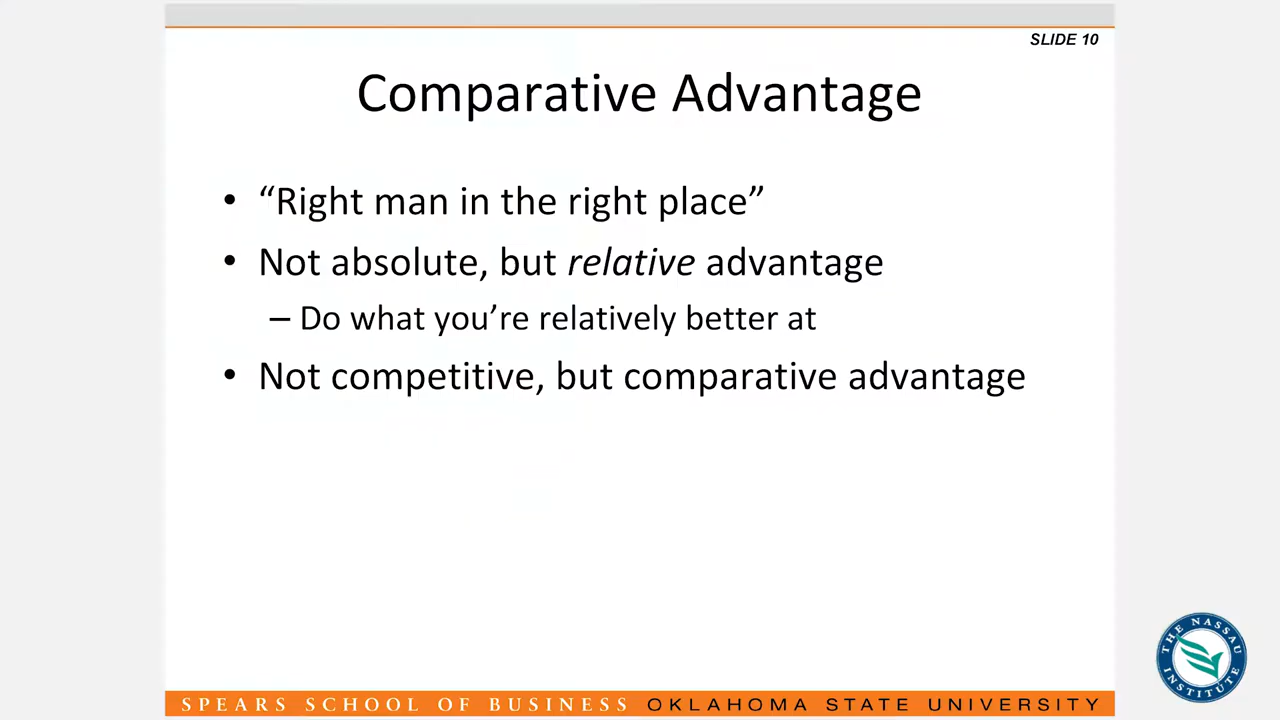 SLIDE 10
Comparative Advantage
• “Right man in the right place”
• Not absolute, but relative advantage
– Do what you’re relatively better at
• Not competitive, but comparative advantage
THE NASSAU INSTITUTE
SPEARS SCHOOL OF BUSINESS OKLAHOMA STATE UNIVERSITY